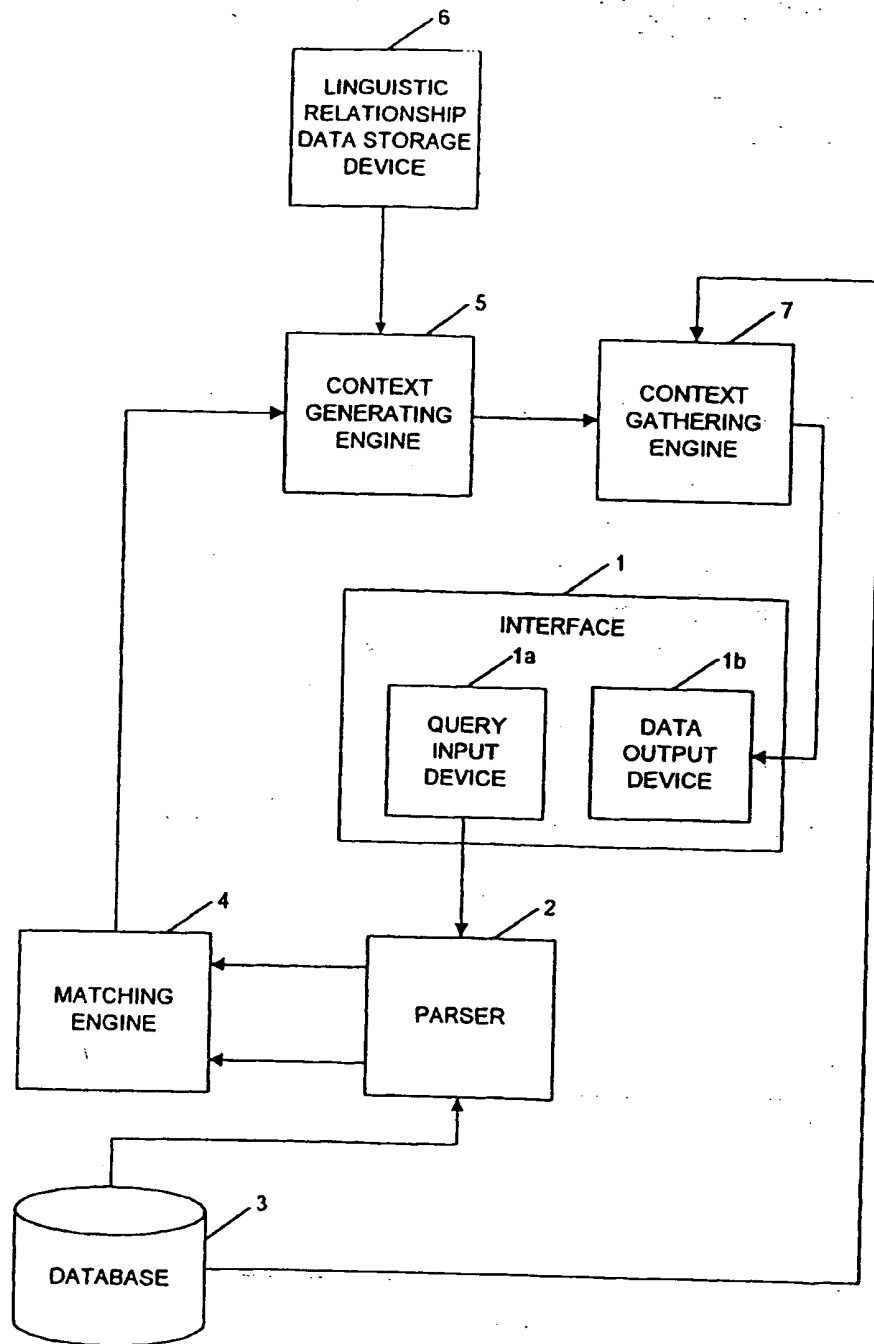 6
LINGUISTIC
RELATIONSHIP
DATA STORAGE
DEVICE
5
CONTEXT
GENERATING
ENGINE
7
CONTEXT
GATHERING
ENGINE
1
INTERFACE
1a
QUERY
INPUT
DEVICE
1b
DATA
OUTPUT
DEVICE
4
MATCHING
ENGINE
2
PARSER
3
DATABASE